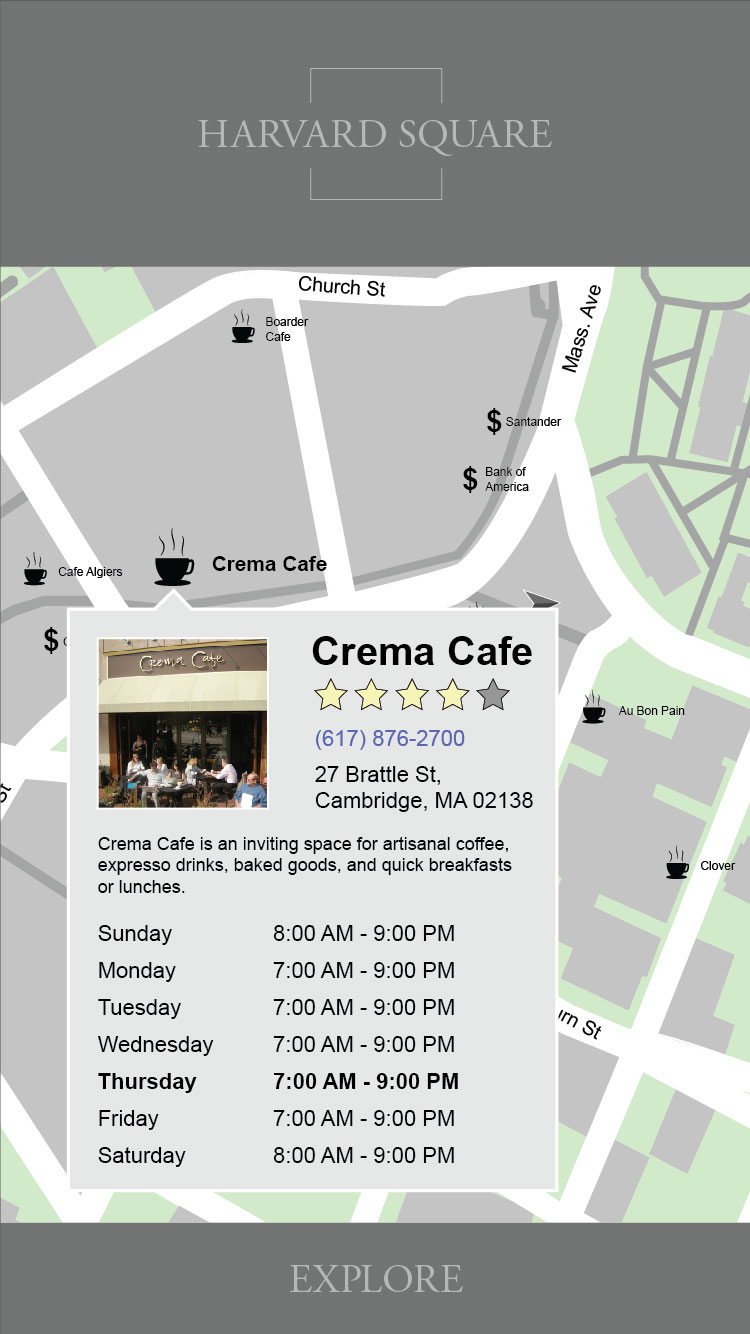 HARVARD SQUARE
Church St
Mass. Ave
Boarder
Cafe
$ Santander
$ Bank of
America
Cafe Algiers
Crema Cafe
$
Crema Cafe
Crema Cafe
(617) 876-2700
27 Brattle St,
Cambridge, MA 02138
Au Bon Pain
St
Crema Cafe is an inviting space for artisanal coffee,
expresso drinks, baked goods, and quick breakfasts
or lunches.
Clover
Sunday 8:00 AM - 9:00 PM
Monday 7:00 AM - 9:00 PM
Tuesday 7:00 AM - 9:00 PM
urn St
Wednesday 7:00 AM - 9:00 PM
Thursday 7:00 AM - 9:00 PM
Friday 7:00 AM - 9:00 PM
Saturday 8:00 AM - 9:00 PM
EXPLORE